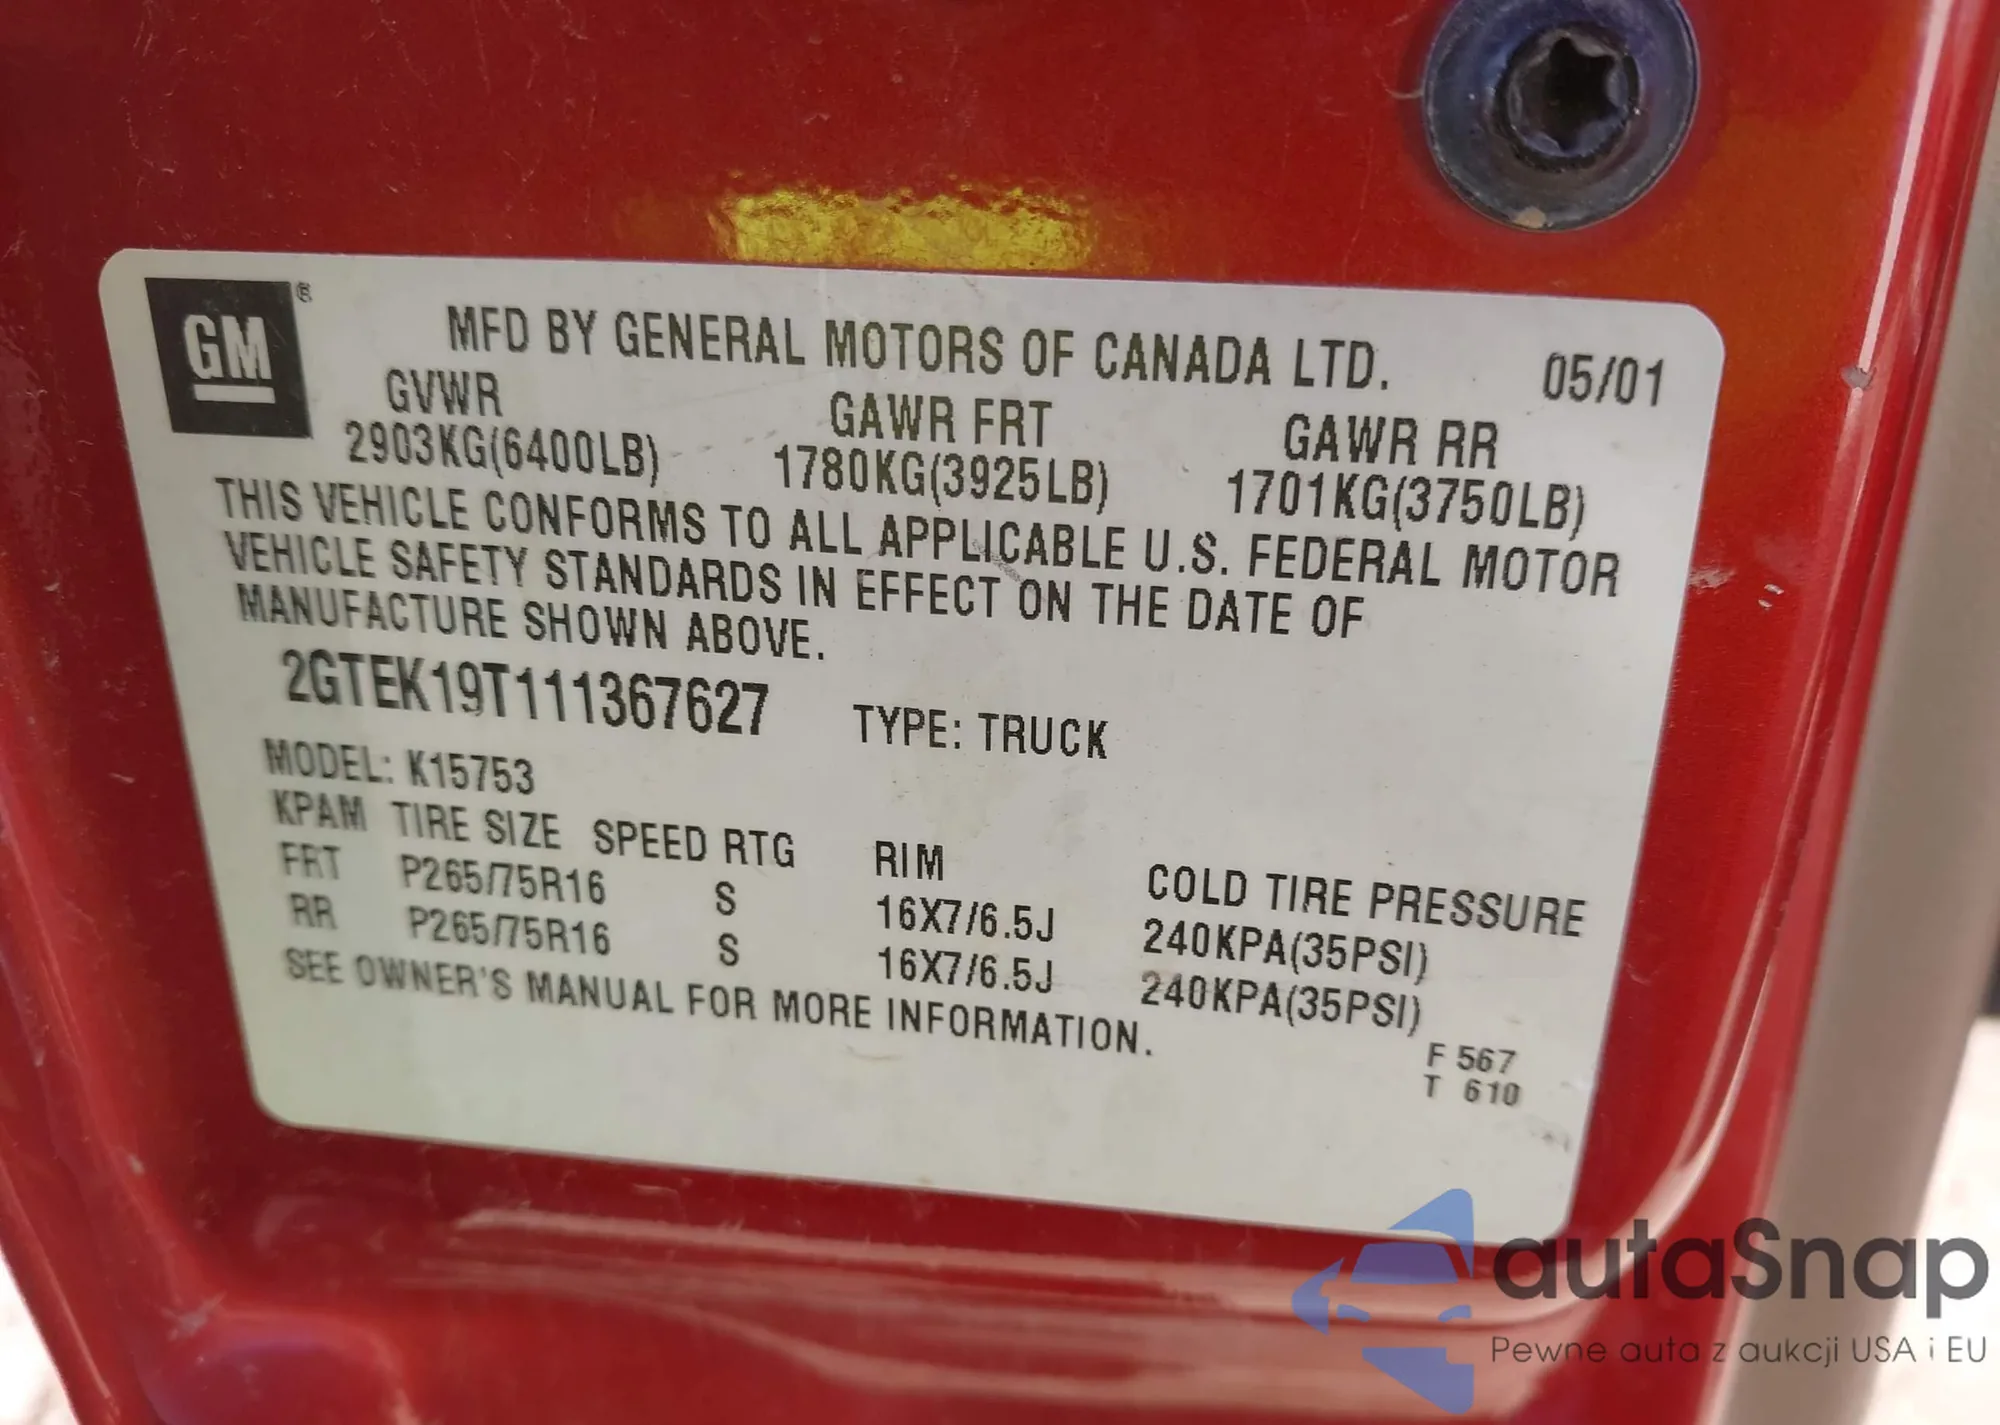 GM ®
MFD BY GENERAL MOTORS OF CANADA LTD. 05/01
GVWR GAWR FRT GAWR RR
2903KG(6400LB) 1780KG(3925LB) 1701KG(3750LB)
THIS VEHICLE CONFORMS TO ALL APPLICABLE U.S. FEDERAL MOTOR
VEHICLE SAFETY STANDARDS IN EFFECT ON THE DATE OF
MANUFACTURE SHOWN ABOVE.
2GTEK19T111367627 TYPE: TRUCK
MODEL: K15753
KPAM TIRE SIZE SPEED RTG RIM COLD TIRE PRESSURE
FRT P265/75R16 S 16X7/6.5J 240KPA(35PSI)
RR P265/75R16 S 16X7/6.5J 240KPA(35PSI)
SEE OWNER'S MANUAL FOR MORE INFORMATION.
F 567
T 610
autaSnap
Pewne auta z aukcji USA i EU